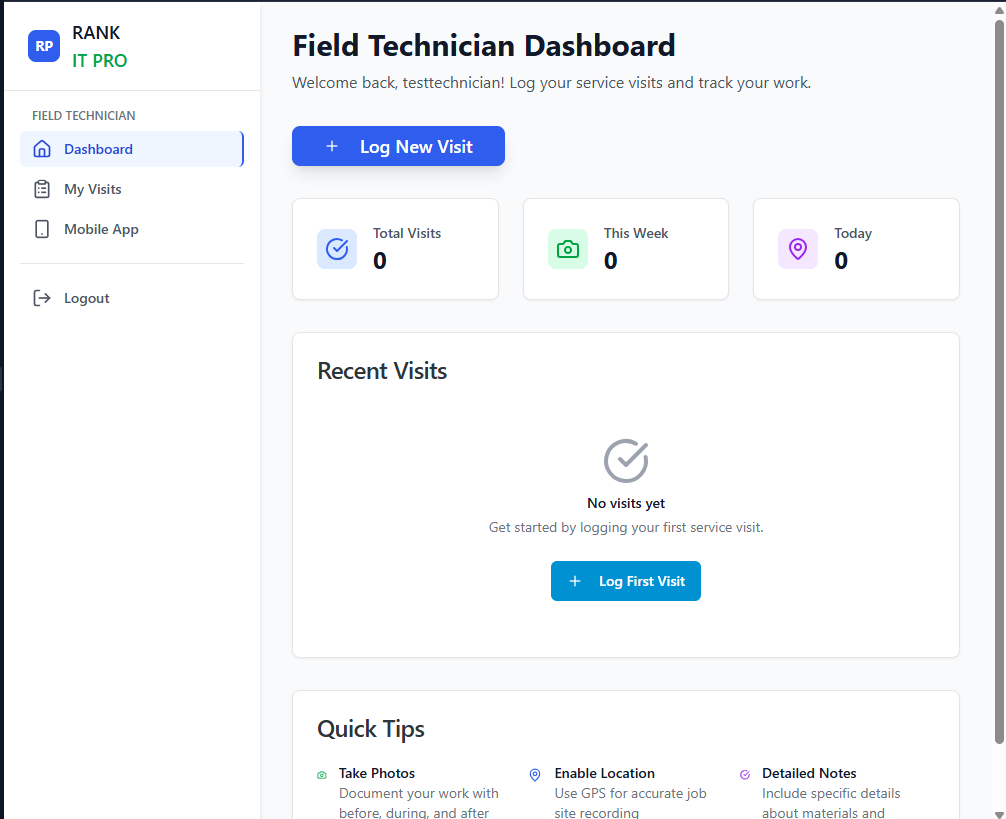 RP
RANK
IT PRO
FIELD TECHNICIAN
Dashboard
My Visits
Mobile App
Logout
Field Technician Dashboard
Welcome back, testtechnician! Log your service visits and track your work.
+ Log New Visit
Total Visits
0
This Week
0
Today
0
Recent Visits
No visits yet
Get started by logging your first service visit.
+ Log First Visit
Quick Tips
Take Photos
Document your work with
before, during, and after
Enable Location
Use GPS for accurate job
site recording
Detailed Notes
Include specific details
about materials and